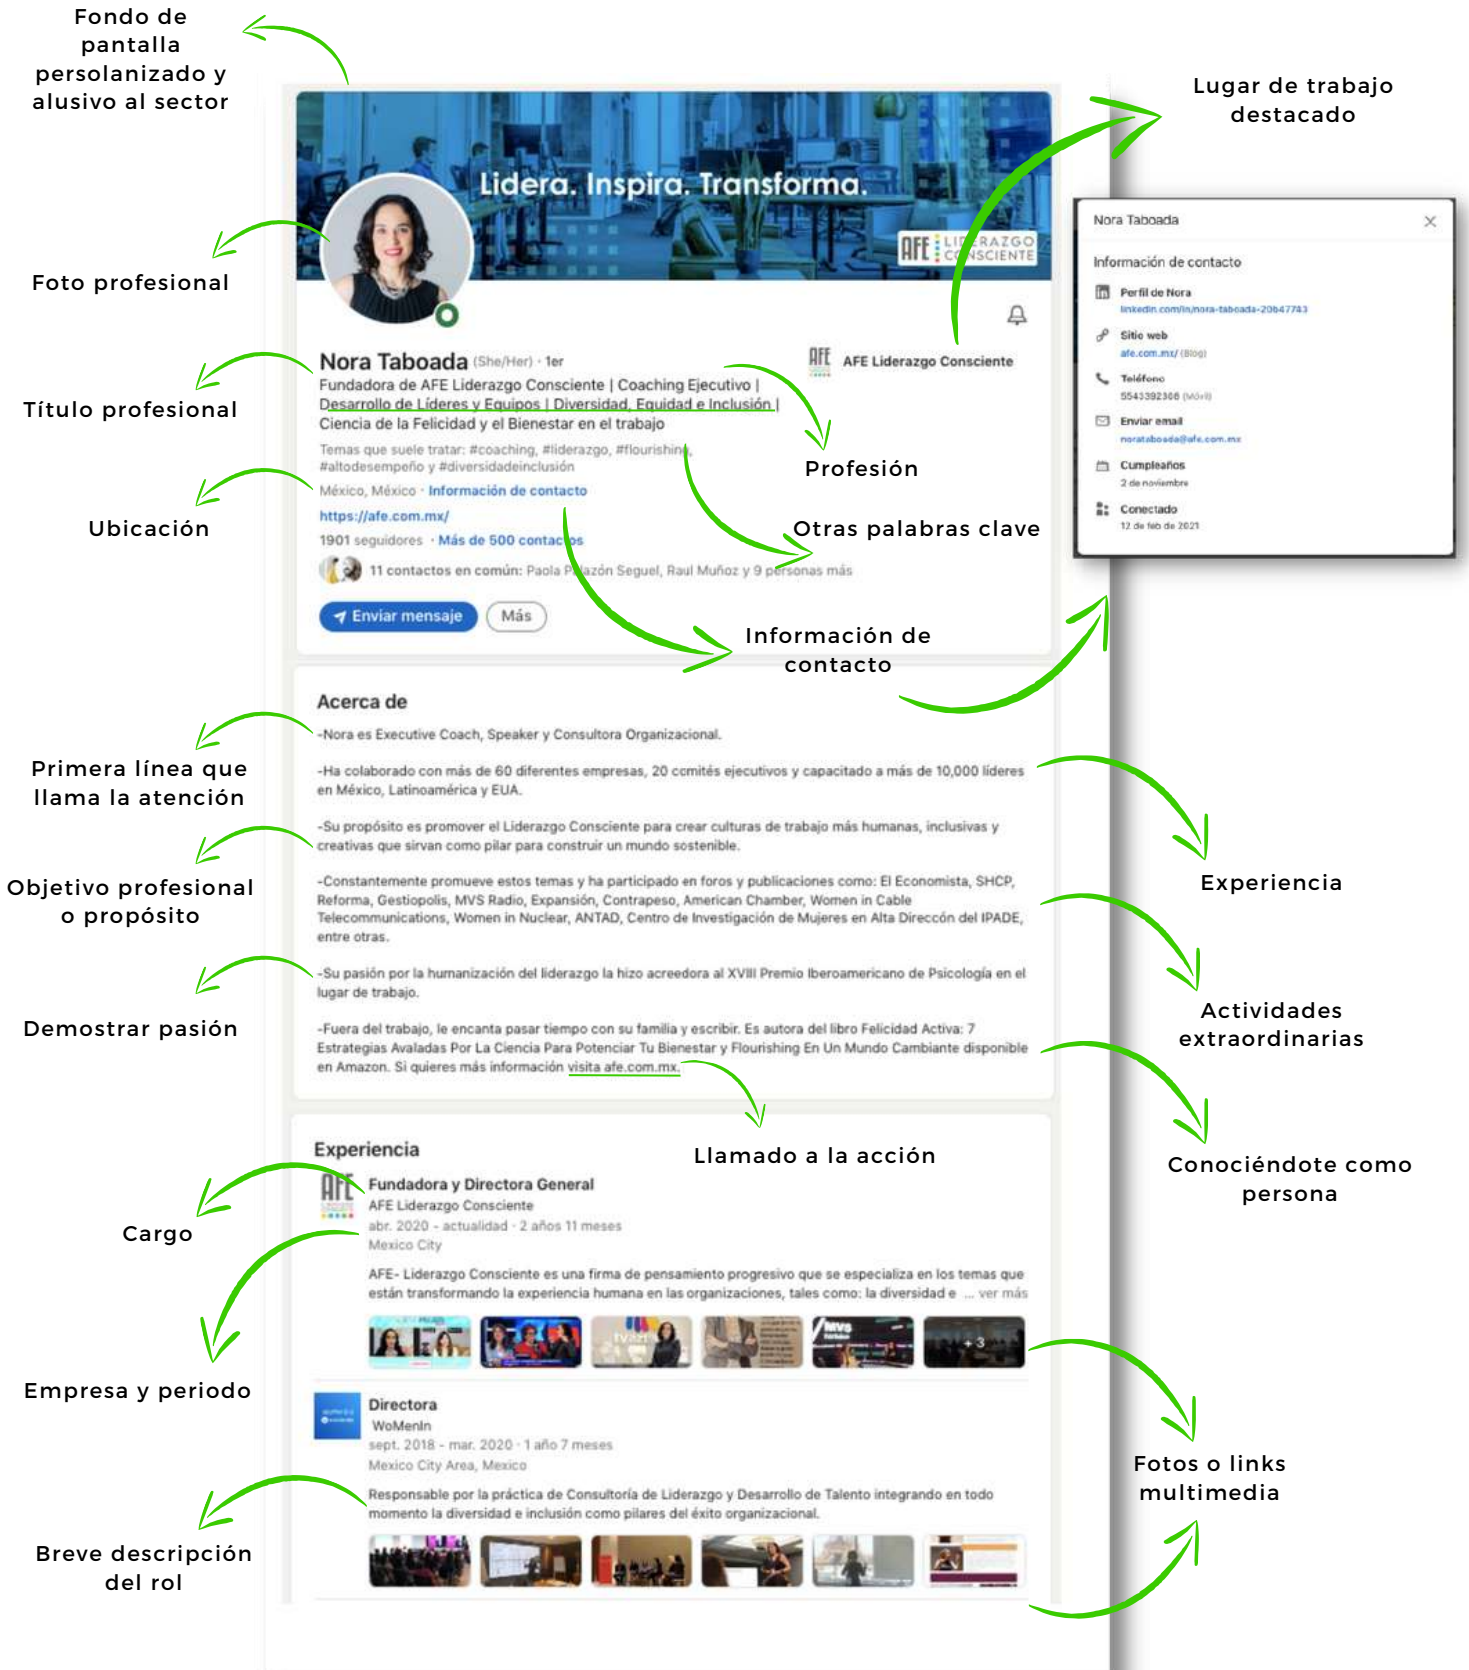 Fondo de
pantalla
persolanizado y
alusivo al sector
Lugar de trabajo
destacado
Lidera. Inspira. Transforma.
AFE LIDERAZGO
CONSCIENTE
Foto profesional
Nora Taboada
Información de contacto
Perfil de Nora
linkedin.com/in/nora-taboada-20b47743
Sitio web
afe.com.mx/ (Blog)
Teléfono
5543392308 (Móvil)
Enviar email
norataboada@afe.com.mx
Cumpleaños
2 de noviembre
Conectado
12 de feb de 2021
Nora Taboada (She/Her) · 1er
AFE
AFE Liderazgo Consciente
Fundadora de AFE Liderazgo Consciente | Coaching Ejecutivo |
Desarrollo de Líderes y Equipos | Diversidad, Equidad e Inclusión |
Ciencia de la Felicidad y el Bienestar en el trabajo
Título profesional
Temas que suele tratar: #coaching, #liderazgo, #flourishing,
#altodesempeño y #diversidadeinclusión
Profesión
México, México · Información de contacto
https://afe.com.mx/
Ubicación
Otras palabras clave
1901 seguidores · Más de 500 contactos
11 contactos en común: Paola Palazón Seguel, Raul Muñoz y 9 personas más
Enviar mensaje
Más
Información de
contacto
Acerca de
-Nora es Executive Coach, Speaker y Consultora Organizacional.
Primera línea que
llama la atención
-Ha colaborado con más de 60 diferentes empresas, 20 comités ejecutivos y capacitado a más de 10,000 líderes
en México, Latinoamérica y EUA.
-Su propósito es promover el Liderazgo Consciente para crear culturas de trabajo más humanas, inclusivas y
creativas que sirvan como pilar para construir un mundo sostenible.
Objetivo profesional
o propósito
Experiencia
-Constantemente promueve estos temas y ha participado en foros y publicaciones como: El Economista, SHCP,
Reforma, Gestiopolis, MVS Radio, Expansión, Contrapeso, American Chamber, Women in Cable
Telecommunications, Women in Nuclear, ANTAD, Centro de Investigación de Mujeres en Alta Direccón del IPADE,
entre otras.
-Su pasión por la humanización del liderazgo la hizo acreedora al XVIII Premio Iberoamericano de Psicología en el
lugar de trabajo.
Demostrar pasión
Actividades
extraordinarias
-Fuera del trabajo, le encanta pasar tiempo con su familia y escribir. Es autora del libro Felicidad Activa: 7
Estrategias Avaladas Por La Ciencia Para Potenciar Tu Bienestar y Flourishing En Un Mundo Cambiante disponible
en Amazon. Si quieres más información visita afe.com.mx.
Llamado a la acción
Conociéndote como
persona
Experiencia
AFE
Fundadora y Directora General
AFE Liderazgo Consciente
abr. 2020 - actualidad · 2 años 11 meses
Mexico City
Cargo
AFE- Liderazgo Consciente es una firma de pensamiento progresivo que se especializa en los temas que
están transformando la experiencia humana en las organizaciones, tales como: la diversidad e ... ver más
MVS
+ 3
Empresa y periodo
Directora
WoMenIn
sept. 2018 - mar. 2020 · 1 año 7 meses
Mexico City Area, Mexico
Fotos o links
multimedia
Responsable por la práctica de Consultoría de Liderazgo y Desarrollo de Talento integrando en todo
momento la diversidad e inclusión como pilares del éxito organizacional.
Breve descripción
del rol